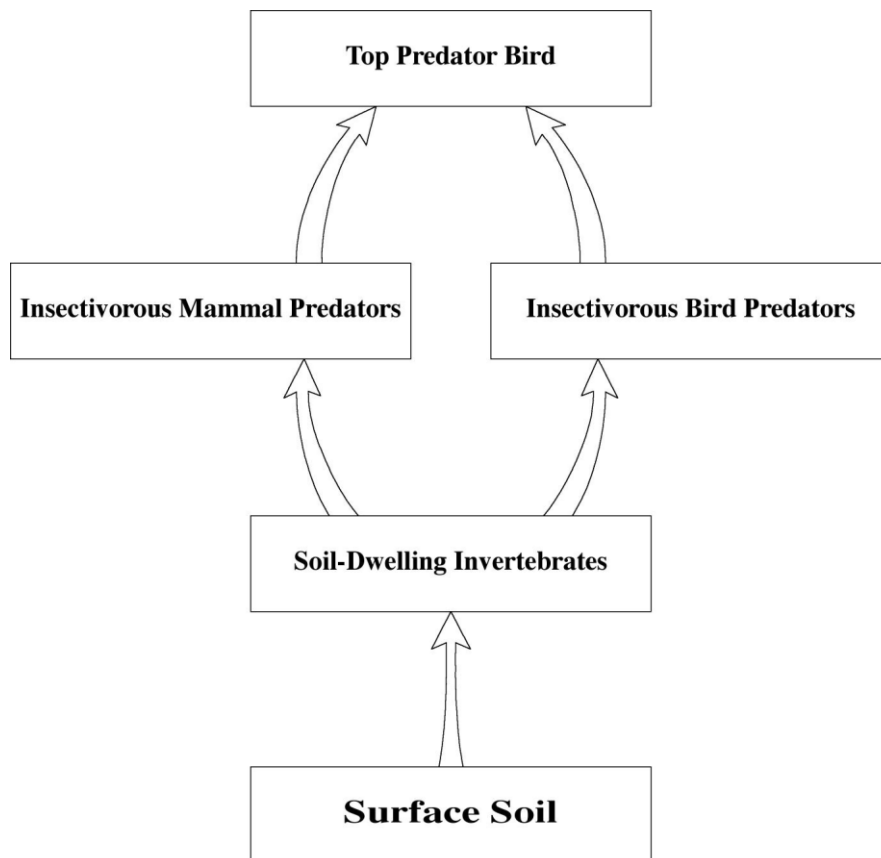 Top Predator Bird
Insectivorous Mammal Predators
Insectivorous Bird Predators
Soil-Dwelling Invertebrates
Surface Soil